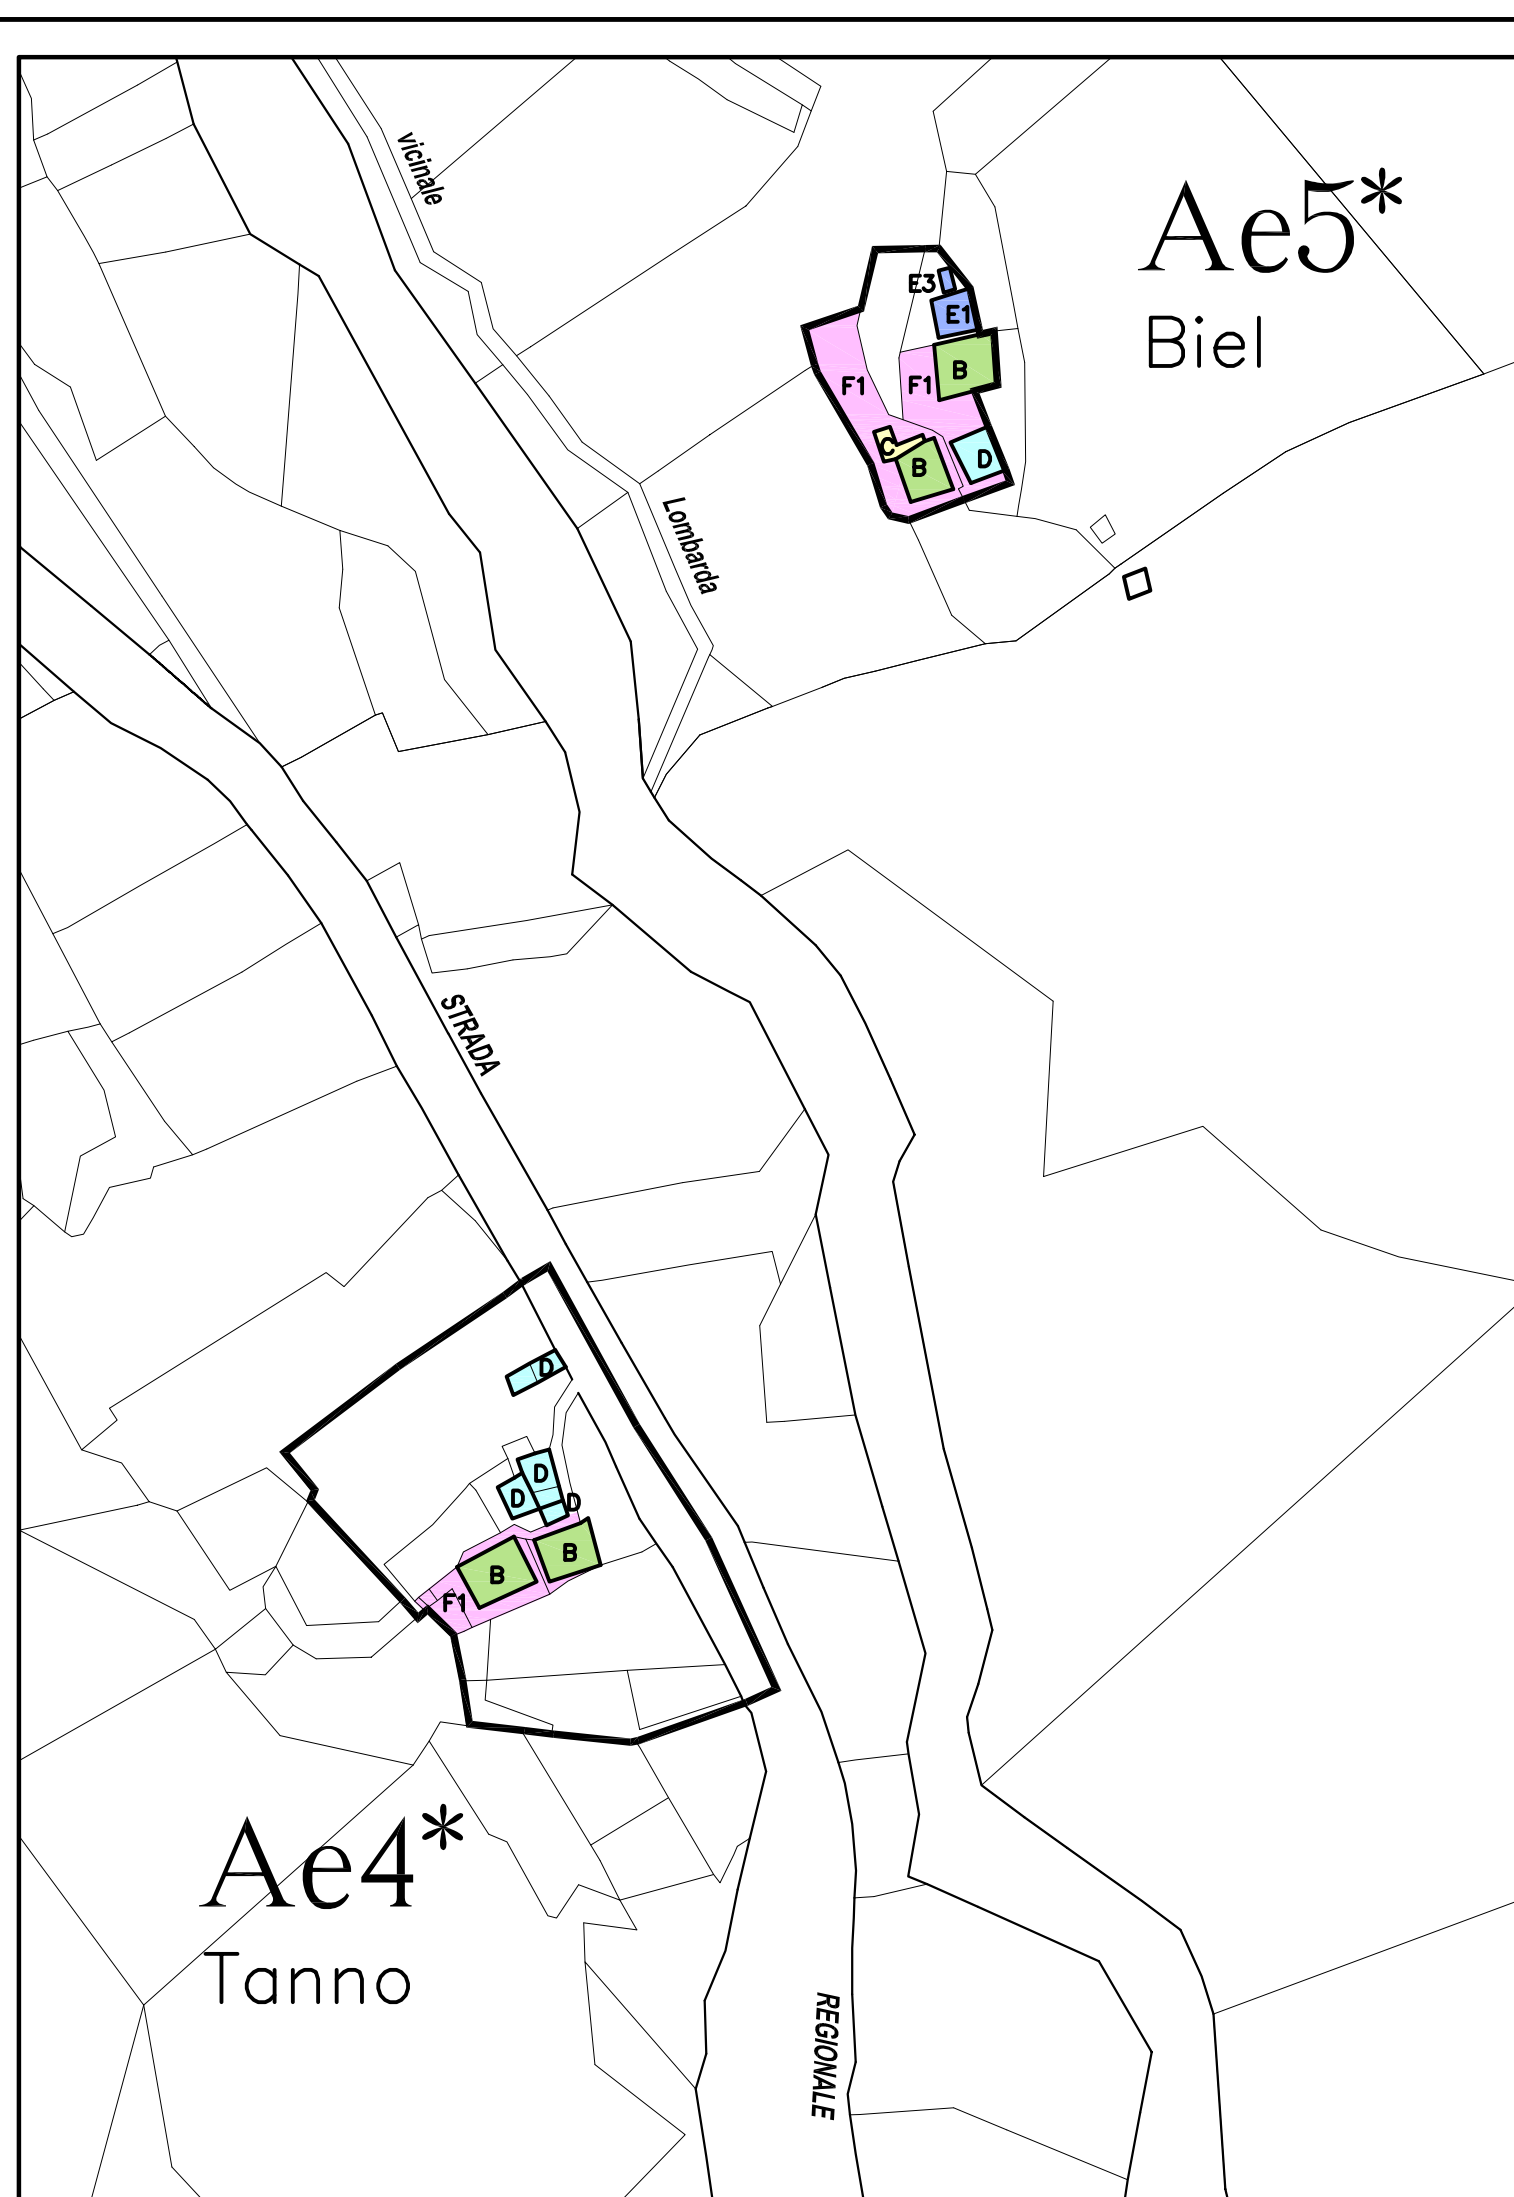 vicinale
Ae5*
Biel
E3
E1
B
F1
F1
C
B
D
Lombarda
STRADA
D
D
D
D
B
B
F1
Ae4*
Tanno
REGIONALE